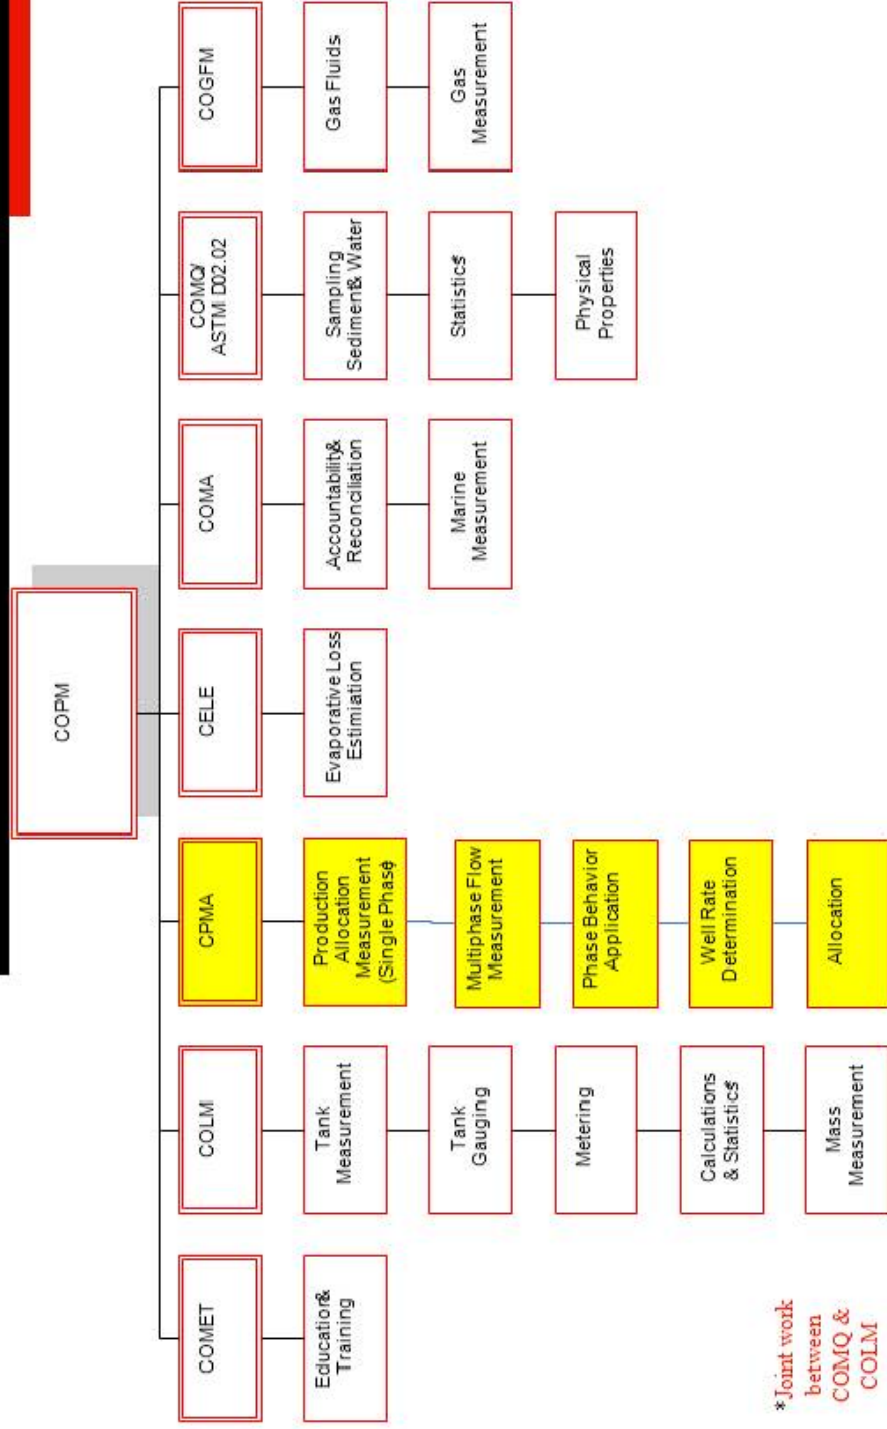 COPM
COMET
Education&
Training
COLM
Tank
Measurement
Tank
Gauging
Metering
Calculations
& Statistics*
Mass
Measurement
CPMA
Production
Allocation
Measurement
(Single Phase)
Multiphase Flow
Measurement
Phase Behavior
Application
Well Rate
Determination
Allocation
CELE
Evaporative Loss
Estimiation
COMA
Accountability&
Reconciliation
Marine
Measurement
COMQ/
ASTM D02.02
Sampling
Sediment& Water
Statistics*
Physical
Properties
COGFM
Gas Fluids
Gas
Measurement
*Joint work
between
COMQ &
COLM